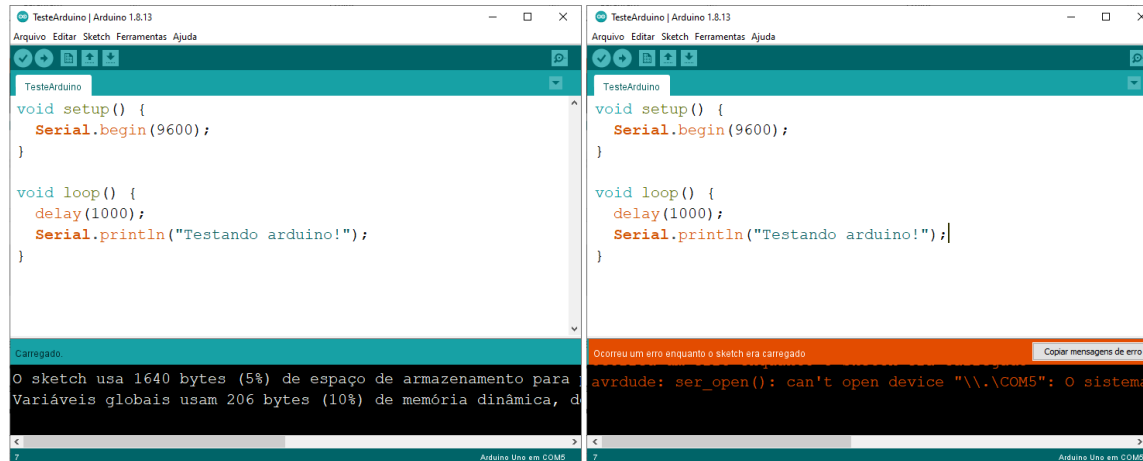 TesteArduino | Arduino 1.8.13
Arquivo Editar Sketch Ferramentas Ajuda
TesteArduino
void setup() {
  Serial.begin(9600);
}
void loop() {
  delay(1000);
  Serial.println("Testando arduino!");
}
Carregado.
O sketch usa 1640 bytes (5%) de espaço de armazenamento para
Variáveis globais usam 206 bytes (10%) de memória dinâmica,
7
Arduino Uno em COM5
TesteArduino | Arduino 1.8.13
Arquivo Editar Sketch Ferramentas Ajuda
TesteArduino
void setup() {
  Serial.begin(9600);
}
void loop() {
  delay(1000);
  Serial.println("Testando arduino!");
}
Ocorreu um erro enquanto o sketch era carregado
Copiar mensagens de erro
avrdude: ser_open(): can't open device "\\.\COM5": O sistema
7
Arduino Uno em COM5